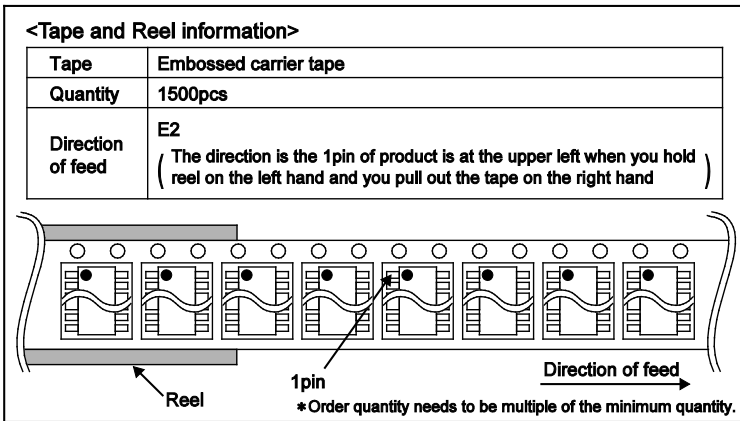 <Tape and Reel information>
Tape Embossed carrier tape
Quantity 1500pcs
Direction of feed E2
( The direction is the 1pin of product is at the upper left when you hold
reel on the left hand and you pull out the tape on the right hand )
Reel
1pin
Direction of feed
*Order quantity needs to be multiple of the minimum quantity.